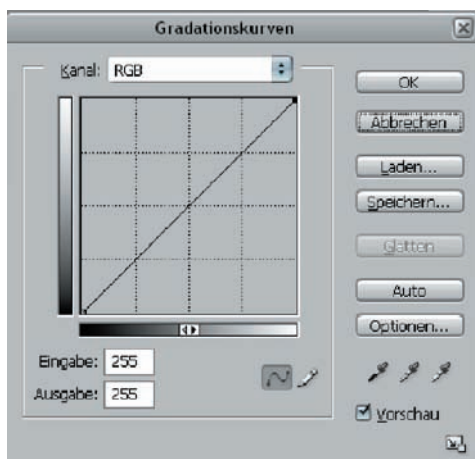 Gradationskurven
Kanal: RGB
OK
Abbrechen
Laden...
Speichern...
Glätten
Auto
Optionen...
Eingabe: 255
Ausgabe: 255
Vorschau